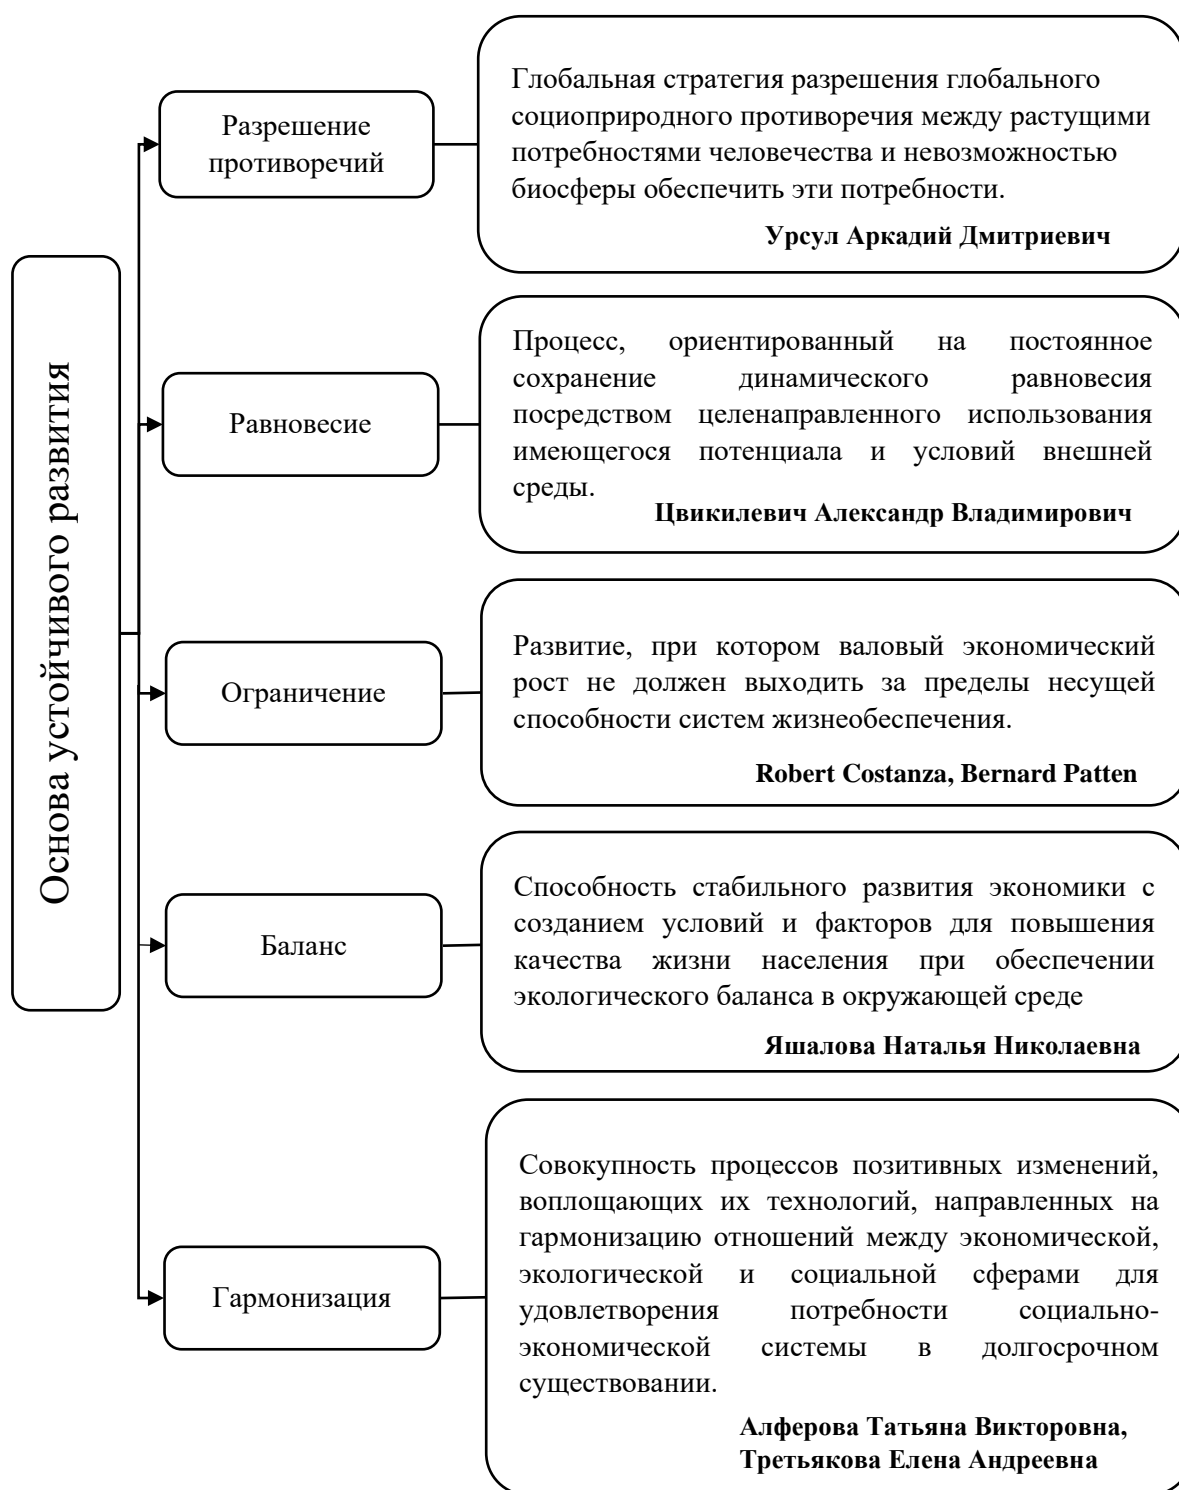 Основа устойчивого развития
Разрешение
противоречий
Глобальная стратегия разрешения глобального
социоприродного противоречия между растущими
потребностями человечества и невозможностью
биосферы обеспечить эти потребности.
Урсул Аркадий Дмитриевич
Равновесие
Процесс, ориентированный на постоянное
сохранение динамического равновесия
посредством целенаправленного использования
имеющегося потенциала и условий внешней
среды.
Цвикилевич Александр Владимирович
Ограничение
Развитие, при котором валовый экономический
рост не должен выходить за пределы несущей
способности систем жизнеобеспечения.
Robert Costanza, Bernard Patten
Баланс
Способность стабильного развития экономики с
созданием условий и факторов для повышения
качества жизни населения при обеспечении
экологического баланса в окружающей среде
Яшалова Наталья Николаевна
Гармонизация
Совокупность процессов позитивных изменений,
воплощающих их технологий, направленных на
гармонизацию отношений между экономической,
экологической и социальной сферами для
удовлетворения потребности социально-
экономической системы в долгосрочном
существовании.
Алферова Татьяна Викторовна,
Третьякова Елена Андреевна